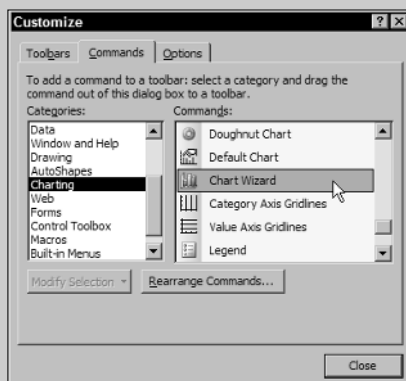 Customize
Toolbars Commands Options
To add a command to a toolbar: select a category and drag the
command out of this dialog box to a toolbar.
Categories:
Data
Window and Help
Drawing
AutoShapes
Charting
Web
Forms
Control Toolbox
Macros
Built-in Menus
Commands:
Doughnut Chart
Default Chart
Chart Wizard
Category Axis Gridlines
Value Axis Gridlines
Legend
Modify Selection
Rearrange Commands...
Close